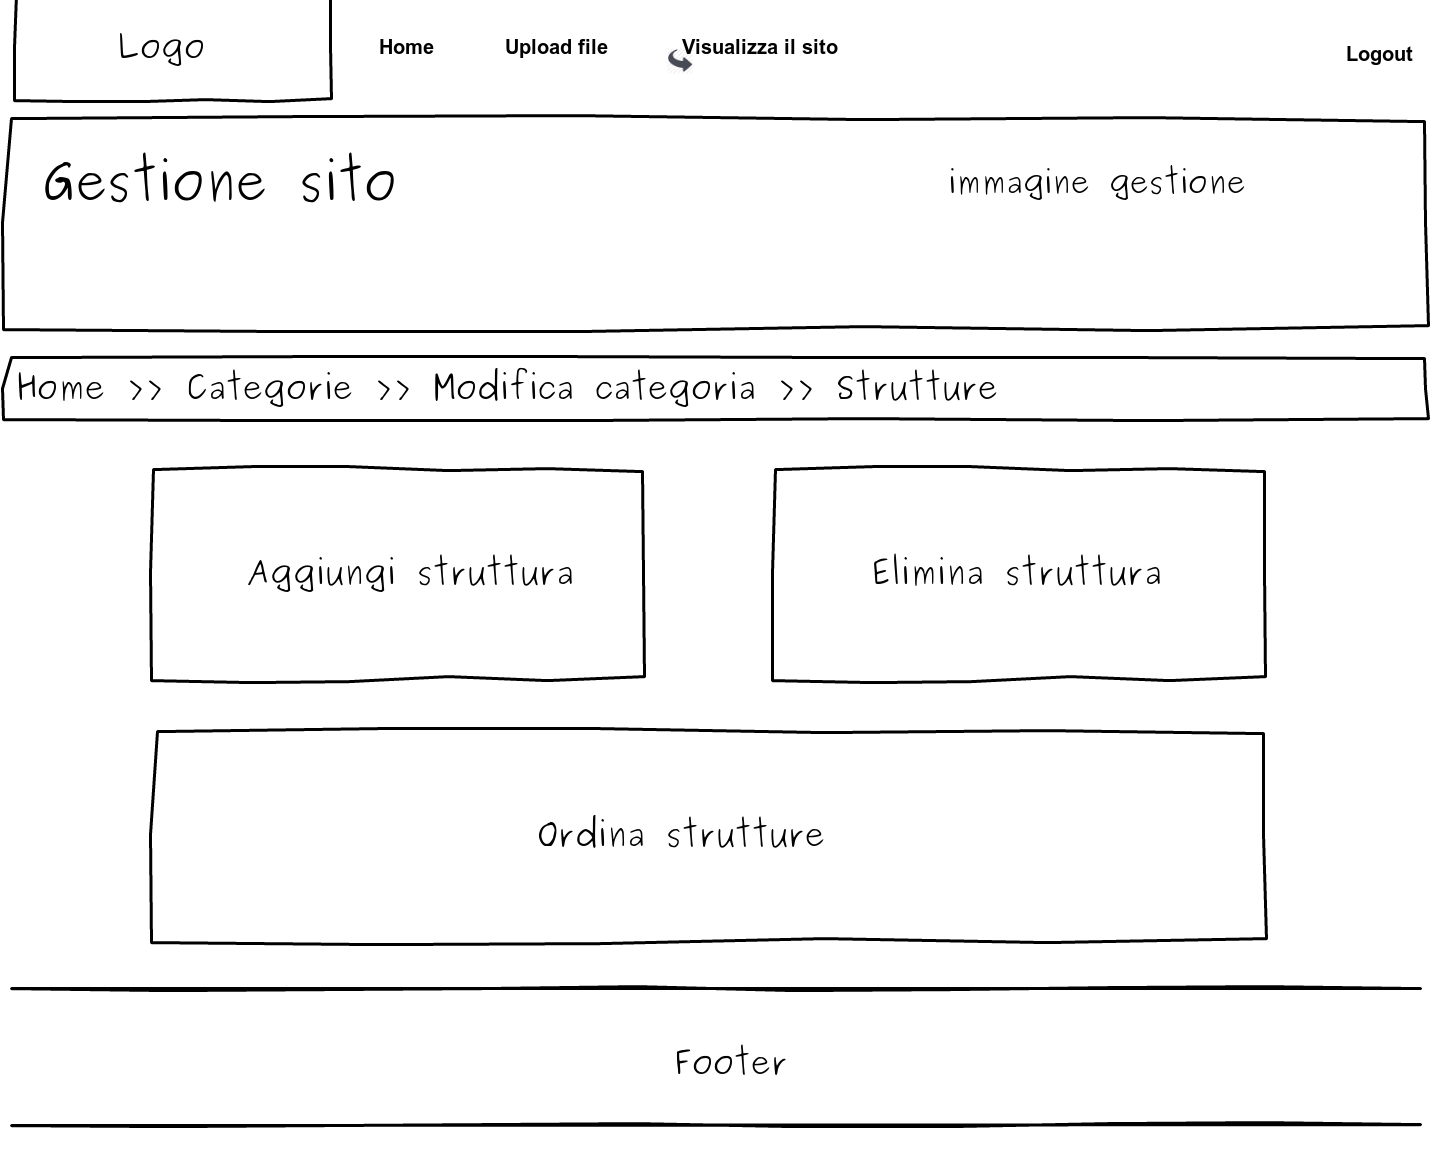 Logo
Home
Upload file
Visualizza il sito
Logout
Gestione sito
immagine gestione
Home >> Categorie >> Modifica categoria >> Strutture
Aggiungi struttura
Elimina struttura
Ordina strutture
Footer